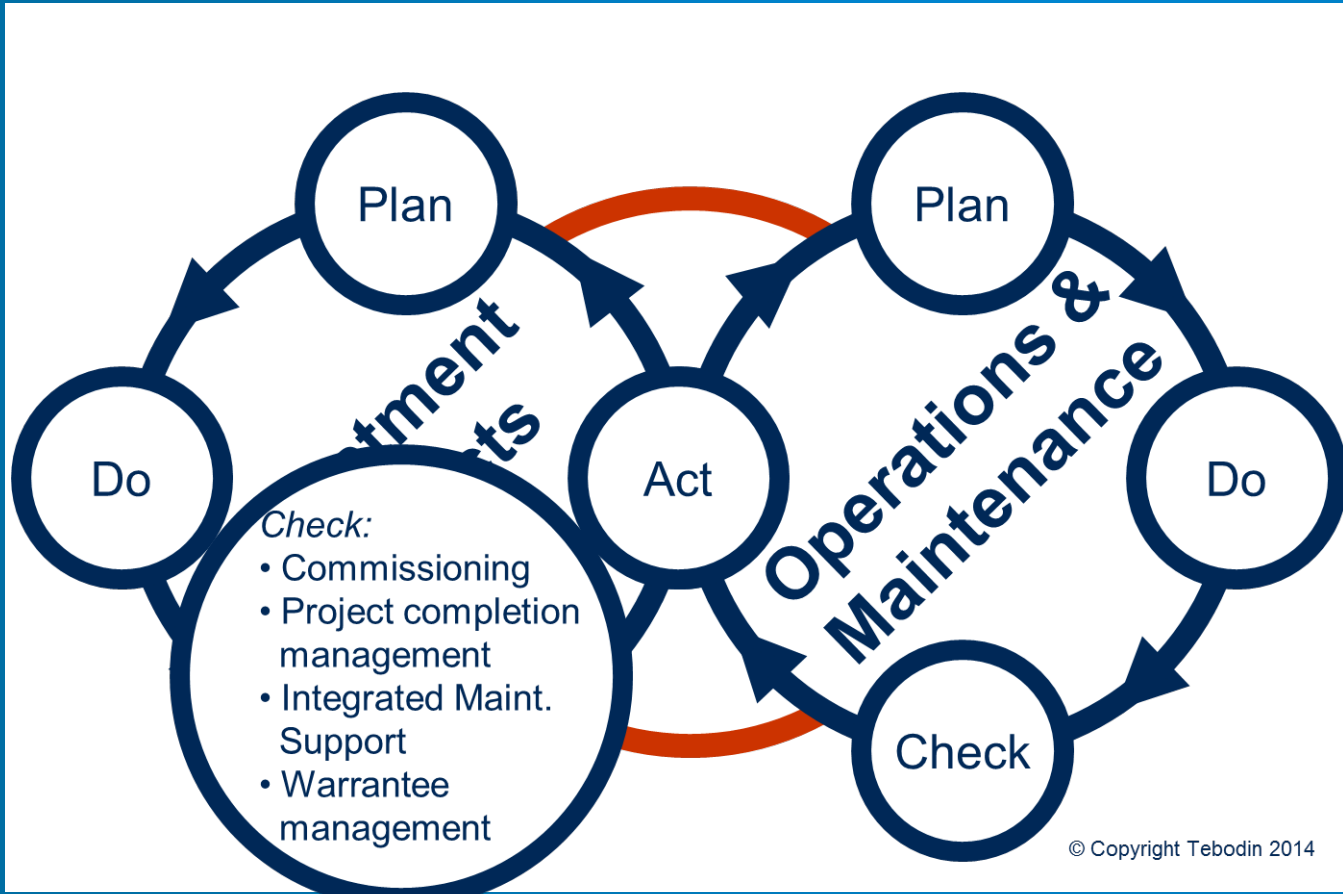 Plan
Plan
Operations &
Maintenance
Do
Act
Do
Check:
• Commissioning
• Project completion
management
• Integrated Maint.
Support
• Warrantee
management
Check
© Copyright Tebodin 2014